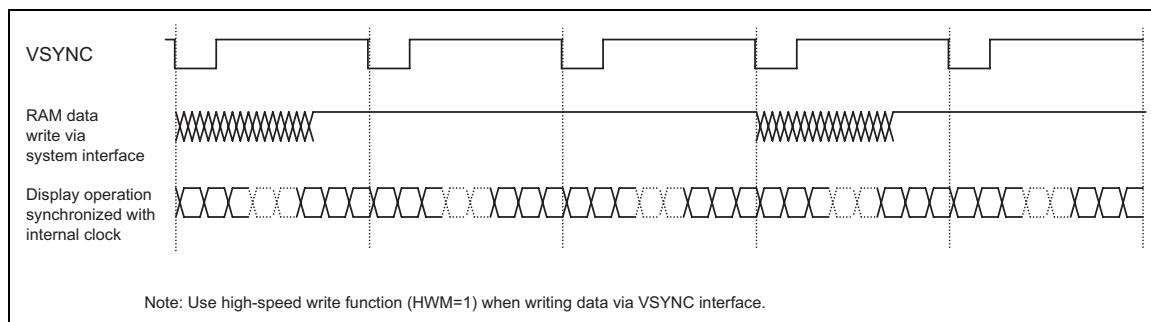 VSYNC
RAM data
write via
system interface
Display operation
synchronized with
internal clock
Note: Use high-speed write function (HWM=1) when writing data via VSYNC interface.